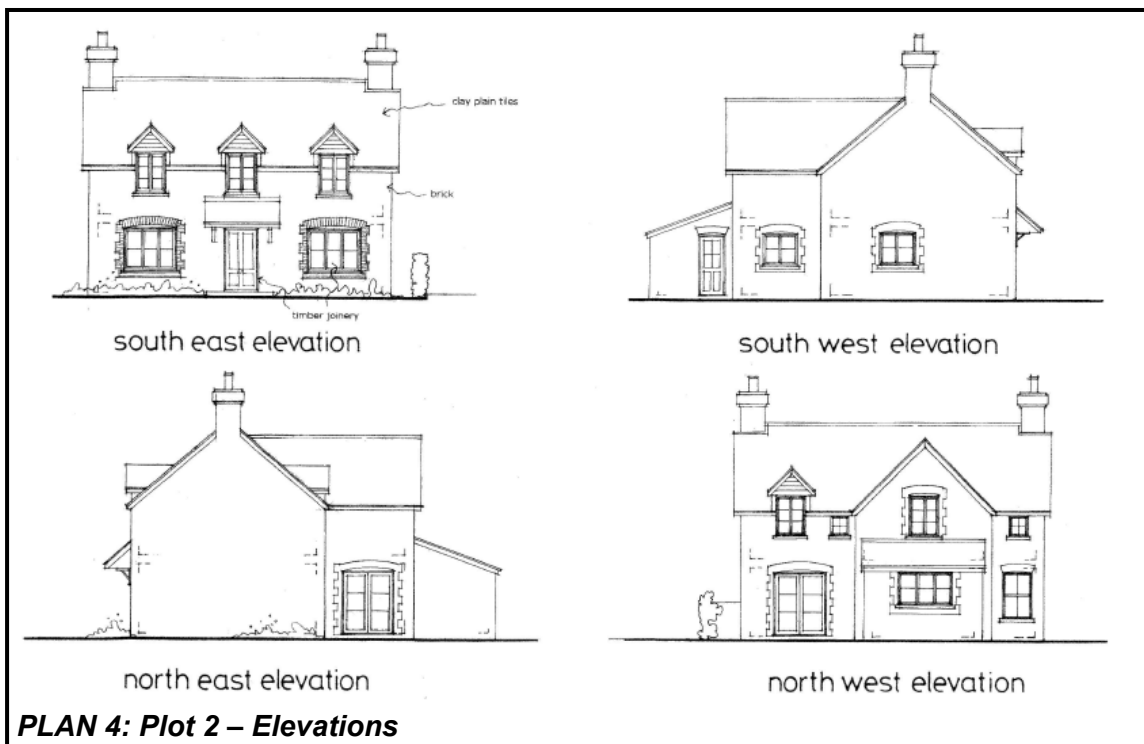 clay plain tiles
brick
timber joinery
south east elevation
south west elevation
north east elevation
north west elevation
PLAN 4: Plot 2 – Elevations